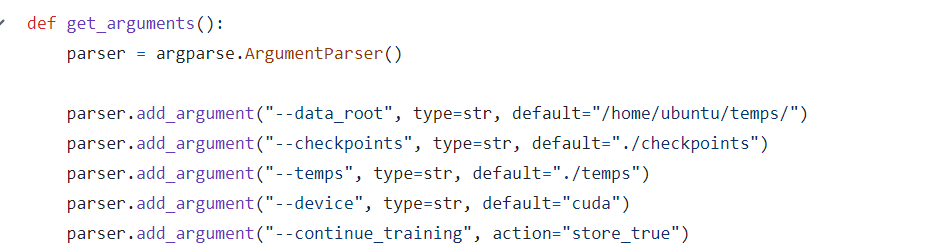 def get_arguments():
parser = argparse.ArgumentParser()
parser.add_argument("--data_root", type=str, default="/home/ubuntu/temps/")
parser.add_argument("--checkpoints", type=str, default="./checkpoints")
parser.add_argument("--temps", type=str, default="./temps")
parser.add_argument("--device", type=str, default="cuda")
parser.add_argument("--continue_training", action="store_true")